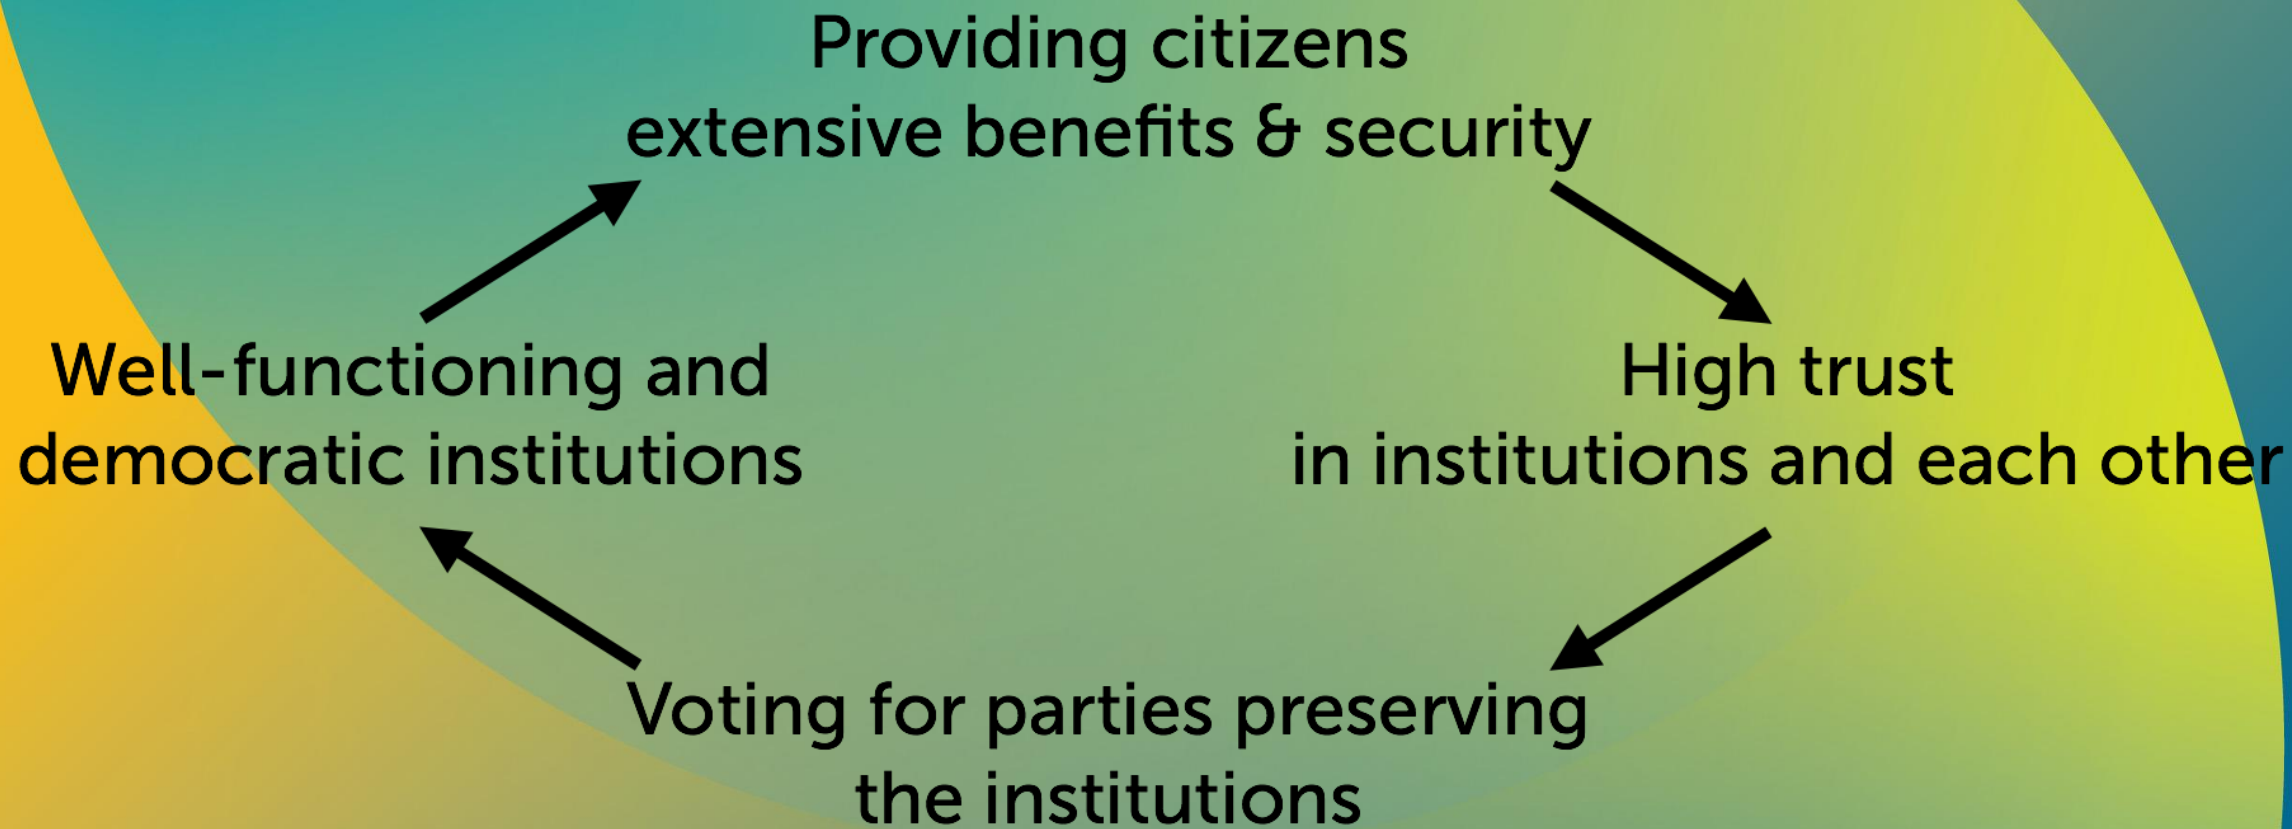 Providing citizens
extensive benefits & security
Well-functioning and
democratic institutions
High trust
in institutions and each other
Voting for parties preserving
the institutions